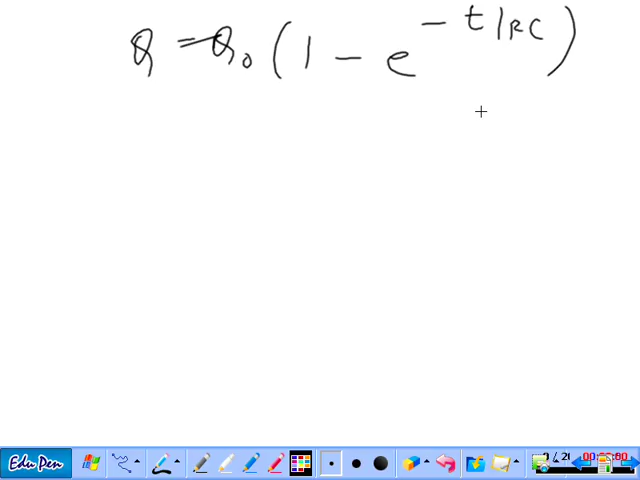 Q = Q₀ (1 - e^{-t/RC})
Edu Pen